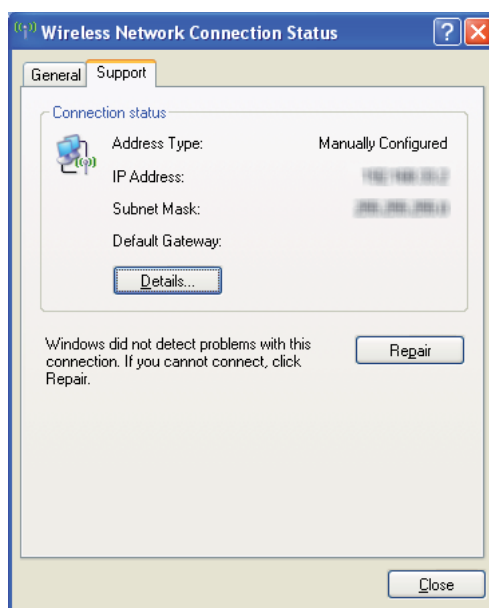 Wireless Network Connection Status
General Support
Connection status
Address Type: Manually Configured
IP Address:
Subnet Mask:
Default Gateway:
Details...
Windows did not detect problems with this
connection. If you cannot connect, click
Repair.
Repair
Close